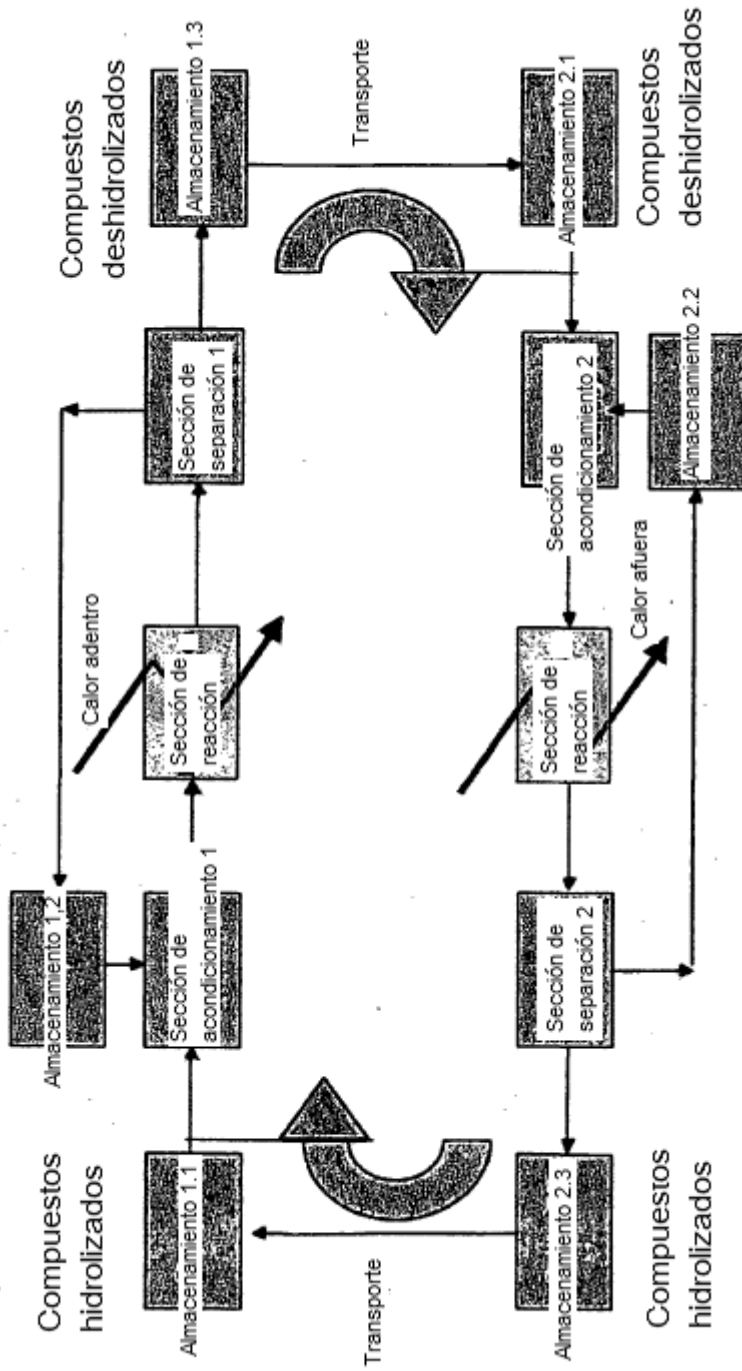 Compuestos
hidrolizados
Almacenamiento 1.1
Almacenamiento 1,2
Sección de
acondicionamiento 1
Calor adentro
Sección de
reacción
Sección de
separación 1
Compuestos
deshidrolizados
Almacenamiento 1.3
Transporte
Transporte
Almacenamiento 2.3
Compuestos
hidrolizados
Sección de
separación 2
Sección de
reacción
Calor afuera
Sección de
acondicionamiento 2
Almacenamiento 2.2
Almacenamiento 2.1
Compuestos
deshidrolizados